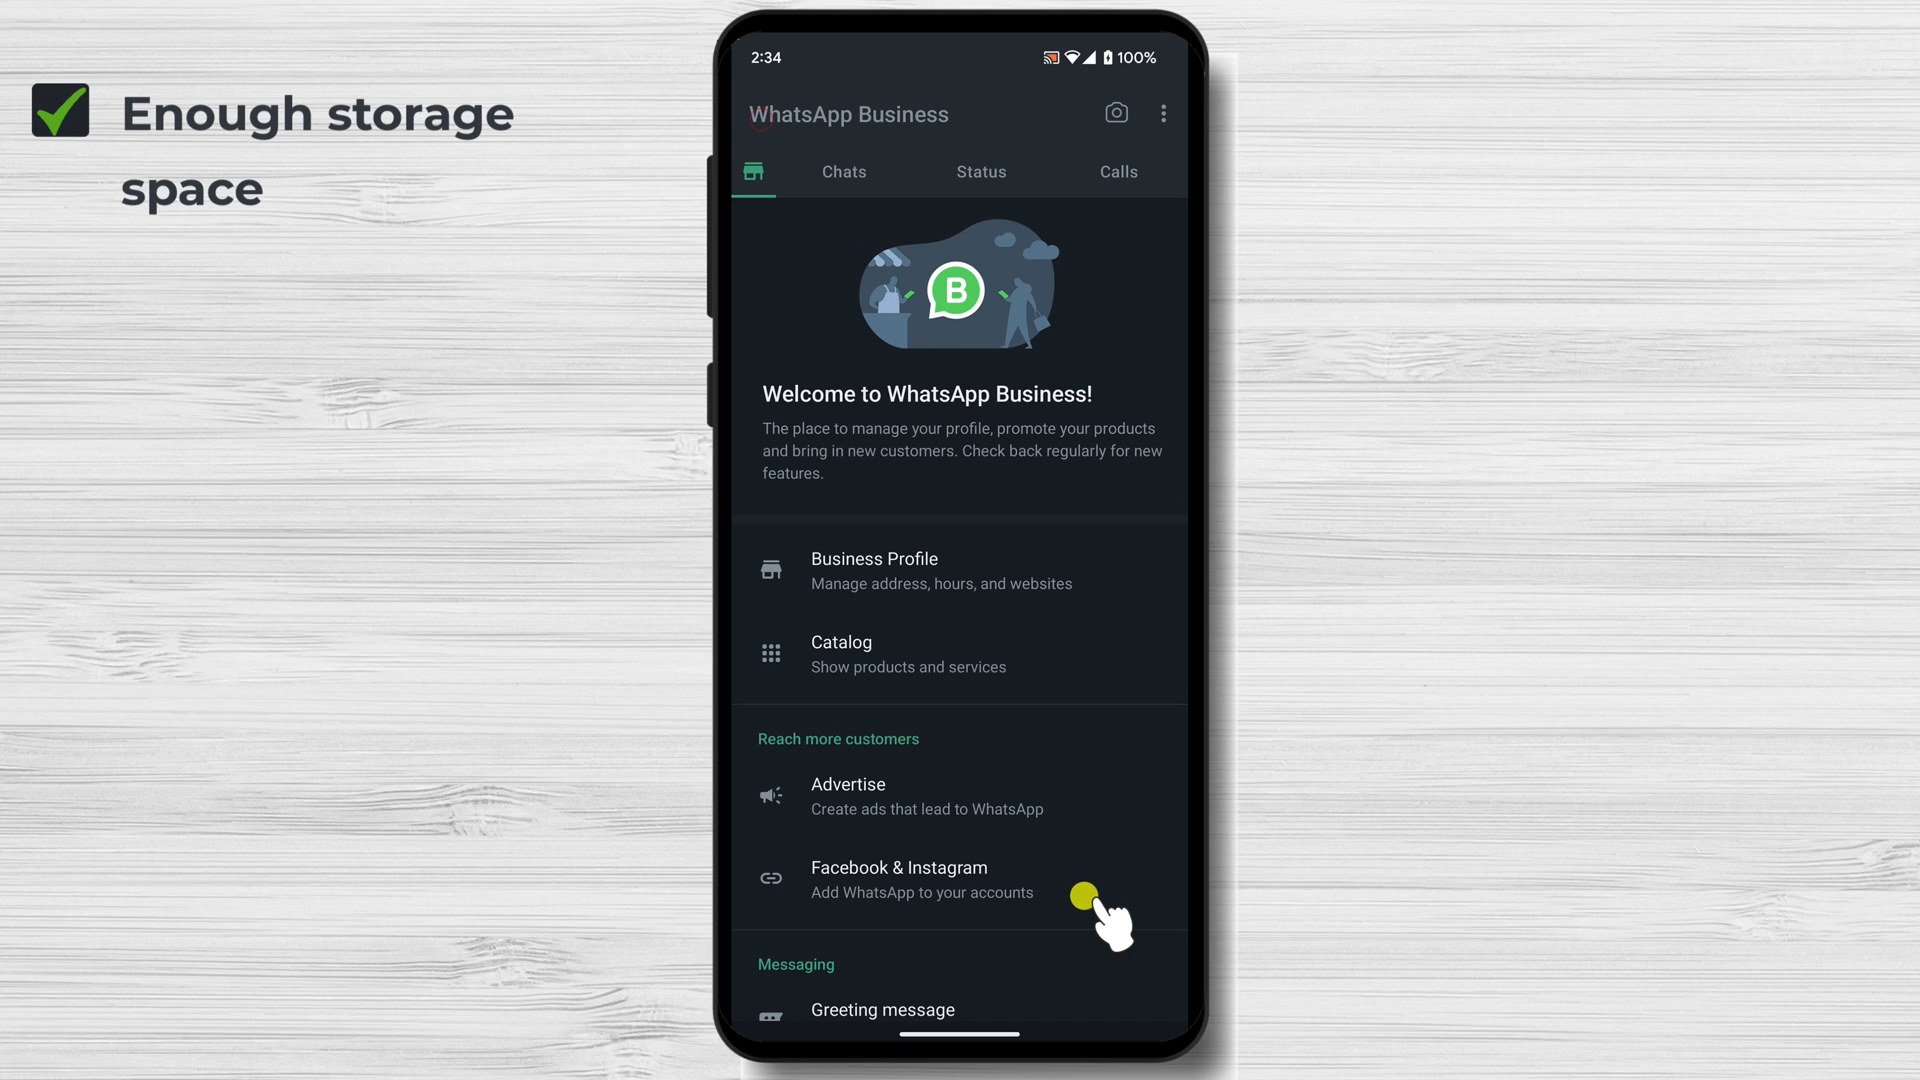 Enough storage
space
2:34
100%
WhatsApp Business
Chats
Status
Calls
B
Welcome to WhatsApp Business!
The place to manage your profile, promote your products
and bring in new customers. Check back regularly for new
features.
Business Profile
Manage address, hours, and websites
Catalog
Show products and services
Reach more customers
Advertise
Create ads that lead to WhatsApp
Facebook & Instagram
Add WhatsApp to your accounts
Messaging
Greeting message